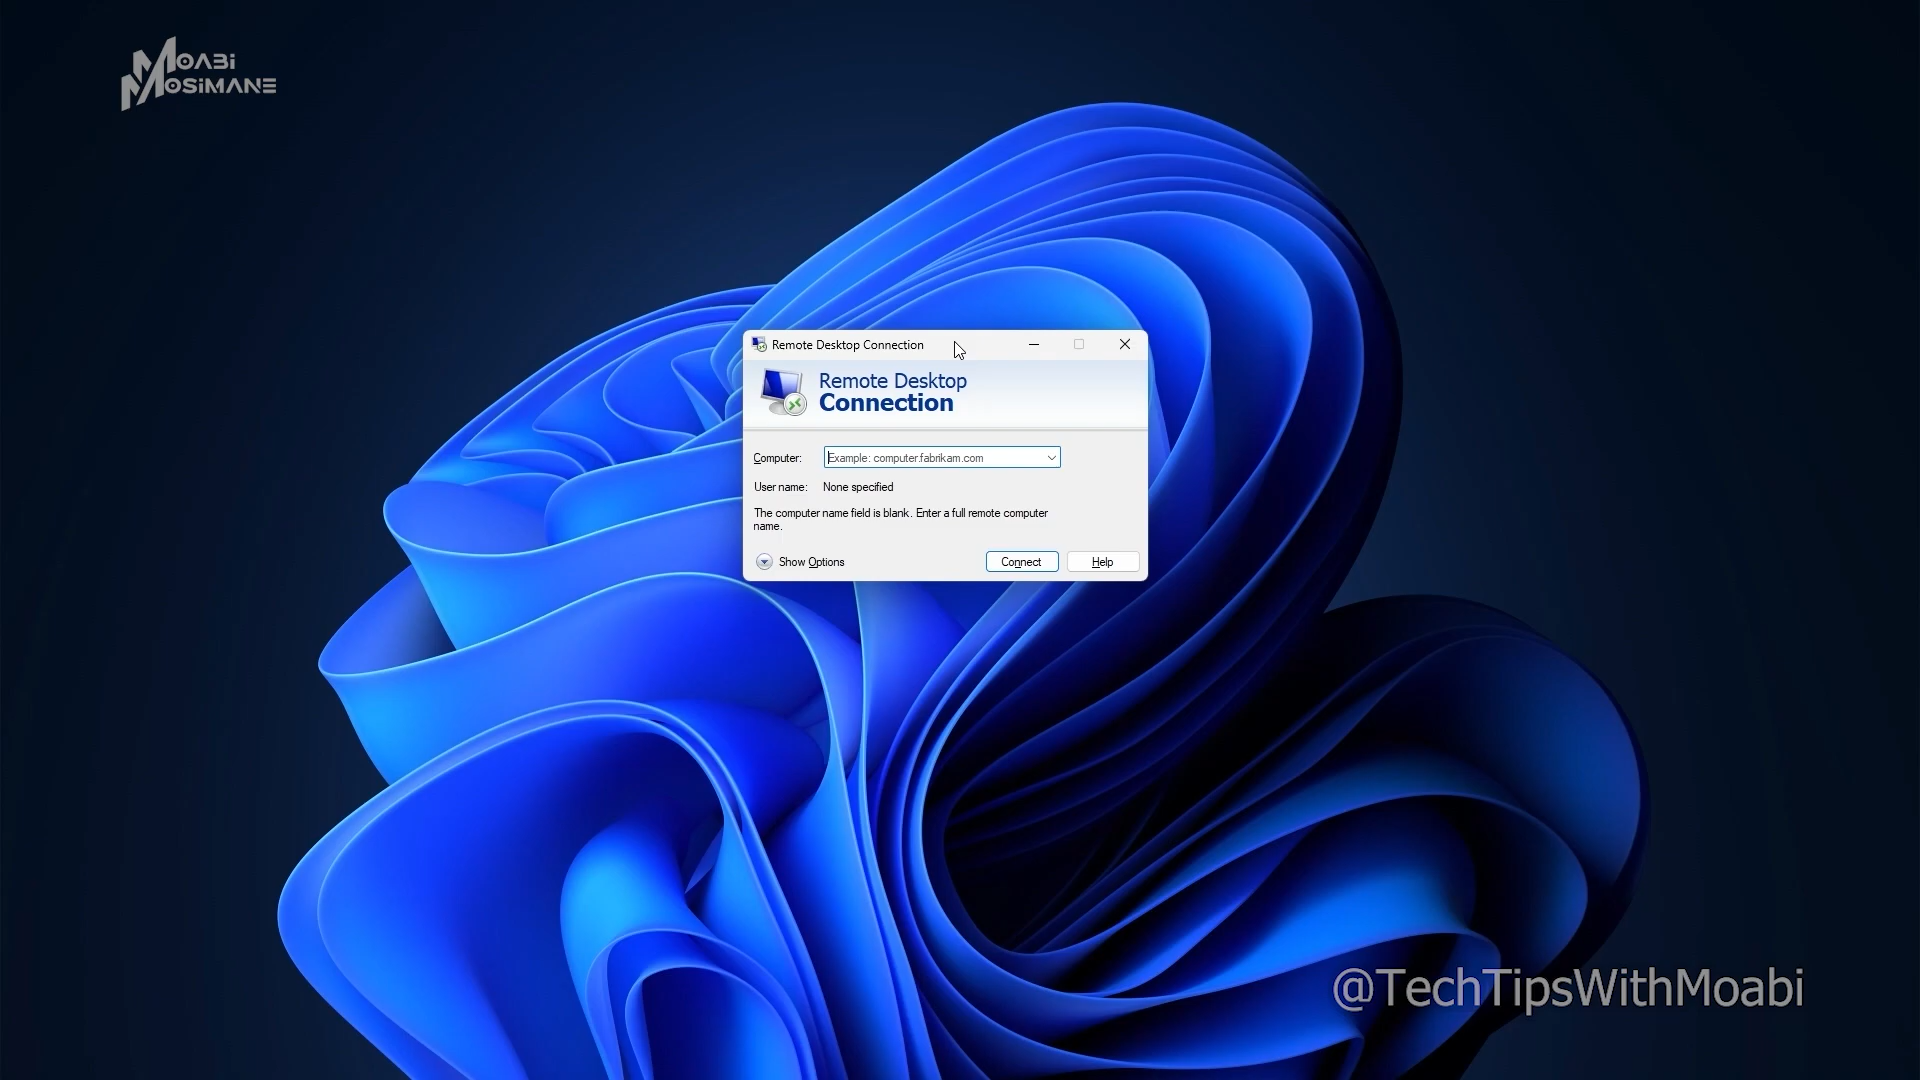 MOABI
MOSIMANE
Remote Desktop Connection
Remote Desktop
Connection
Computer:
Example: computer.fabrikam.com
User name:
None specified
The computer name field is blank. Enter a full remote computer
name.
Show Options
Connect
Help
@TechTipsWithMoabi